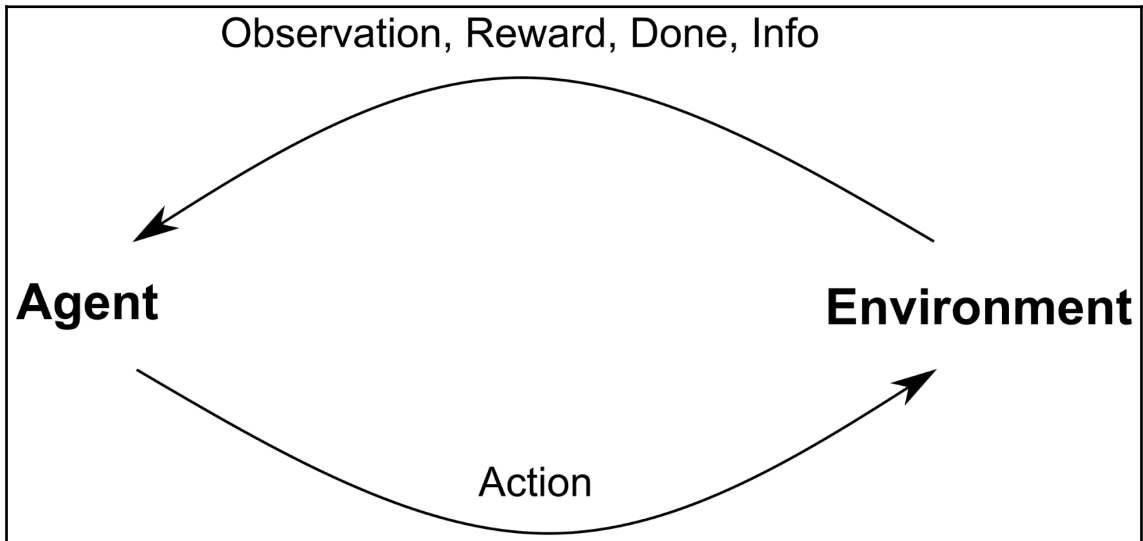 Observation, Reward, Done, Info
Agent
Environment
Action